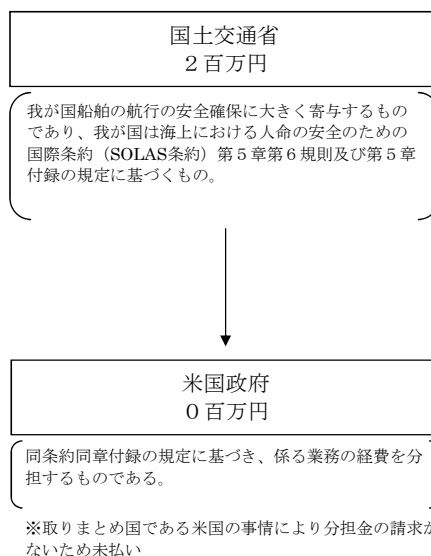 国土交通省
２百万円
我が国船舶の航行の安全確保に大きく寄与するもの
であり、我が国は海上における人命の安全のための
国際条約（SOLAS条約）第５章第６規則及び第５章
付録の規定に基づくもの。
米国政府
０百万円
同条約同章付録の規定に基づき、係る業務の経費を分
担するものである。
※取りまとめ国である米国の事情により分担金の請求が
ないため未払い